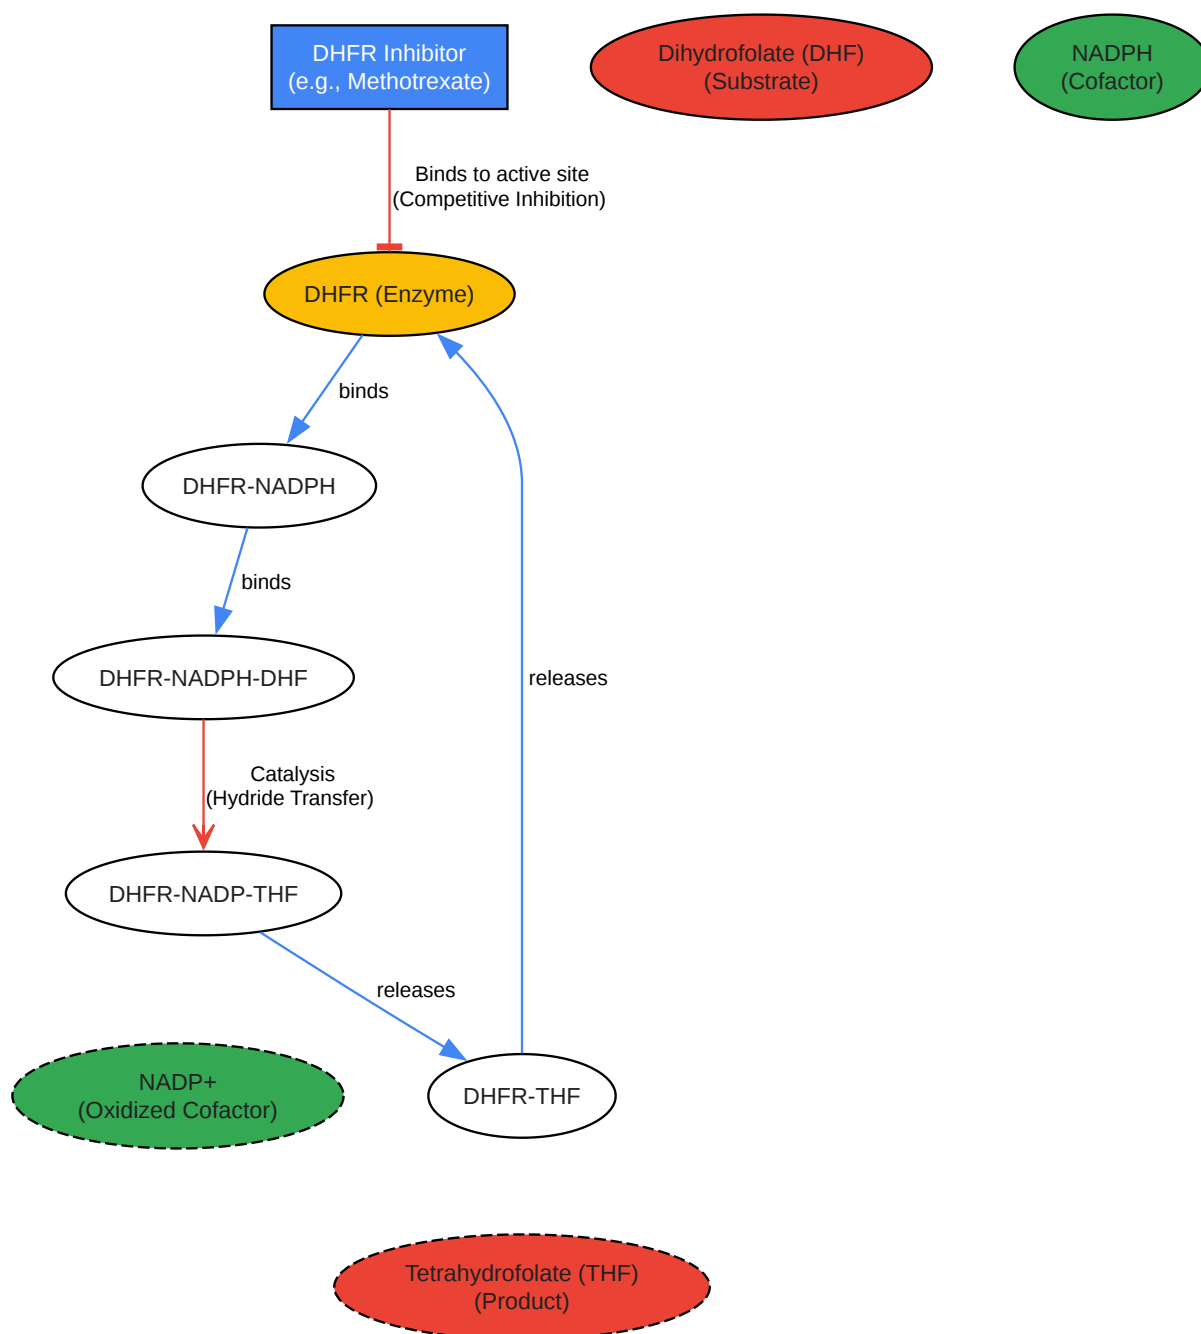 DHFR Inhibitor
(e.g., Methotrexate)
Dihydrofolate (DHF)
(Substrate)
NADPH
(Cofactor)
Binds to active site
(Competitive Inhibition)
DHFR (Enzyme)
binds
DHFR-NADPH
binds
DHFR-NADPH-DHF
releases
Catalysis
(Hydride Transfer)
DHFR-NADP-THF
releases
NADP+
(Oxidized Cofactor)
DHFR-THF
Tetrahydrofolate (THF)
(Product)